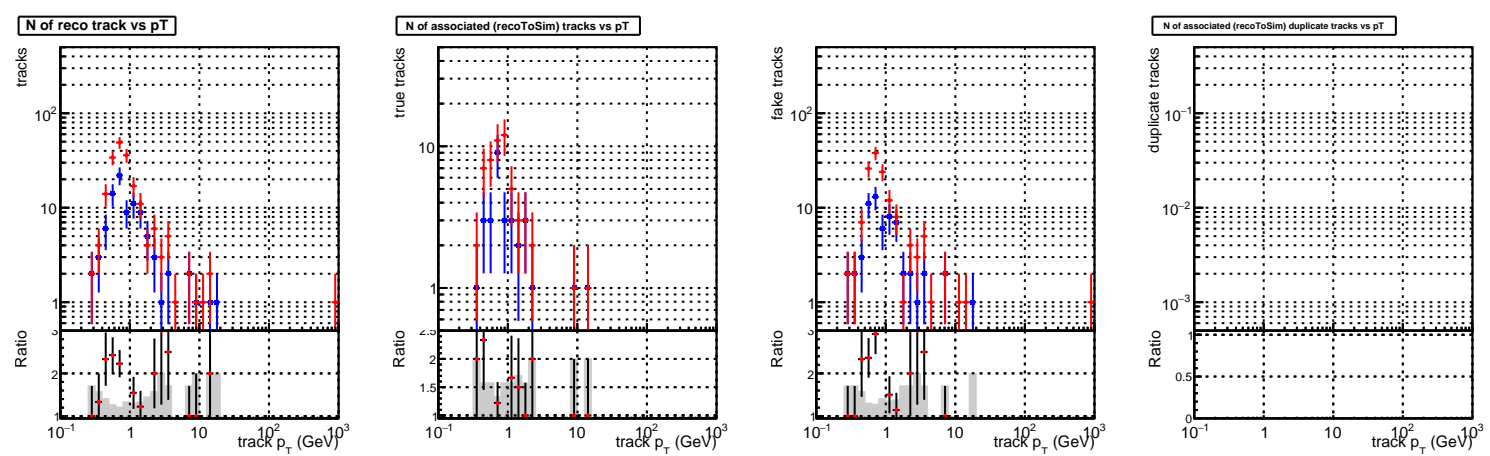 N of reco track vs pT
tracks
10²
10
1
Ratio
3
2
1
10⁻¹ 1 10 10² 10³
track p_T (GeV)
N of associated (recoToSim) tracks vs pT
true tracks
10
1
Ratio
2.5
2
1.5
1
10⁻¹ 1 10 10² 10³
track p_T (GeV)
fake tracks
10²
10
1
Ratio
3
2
1
10⁻¹ 1 10 10² 10³
track p_T (GeV)
N of associated (recoToSim) duplicate tracks vs pT
duplicate tracks
10⁻¹
10⁻²
10⁻³
Ratio
1
0.5
0
10⁻¹ 1 10 10² 10³
track p_T (GeV)